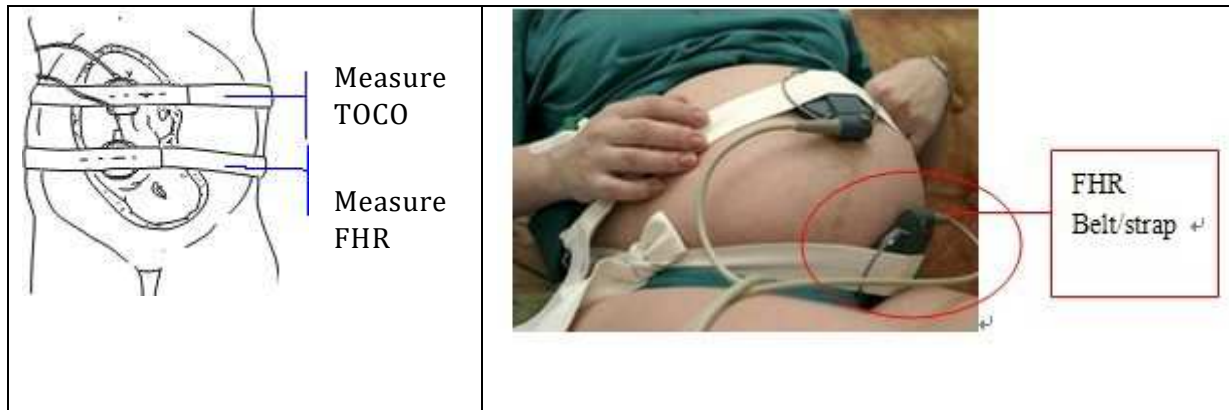 Measure
TOCO
Measure
FHR
FHR
Belt/strap